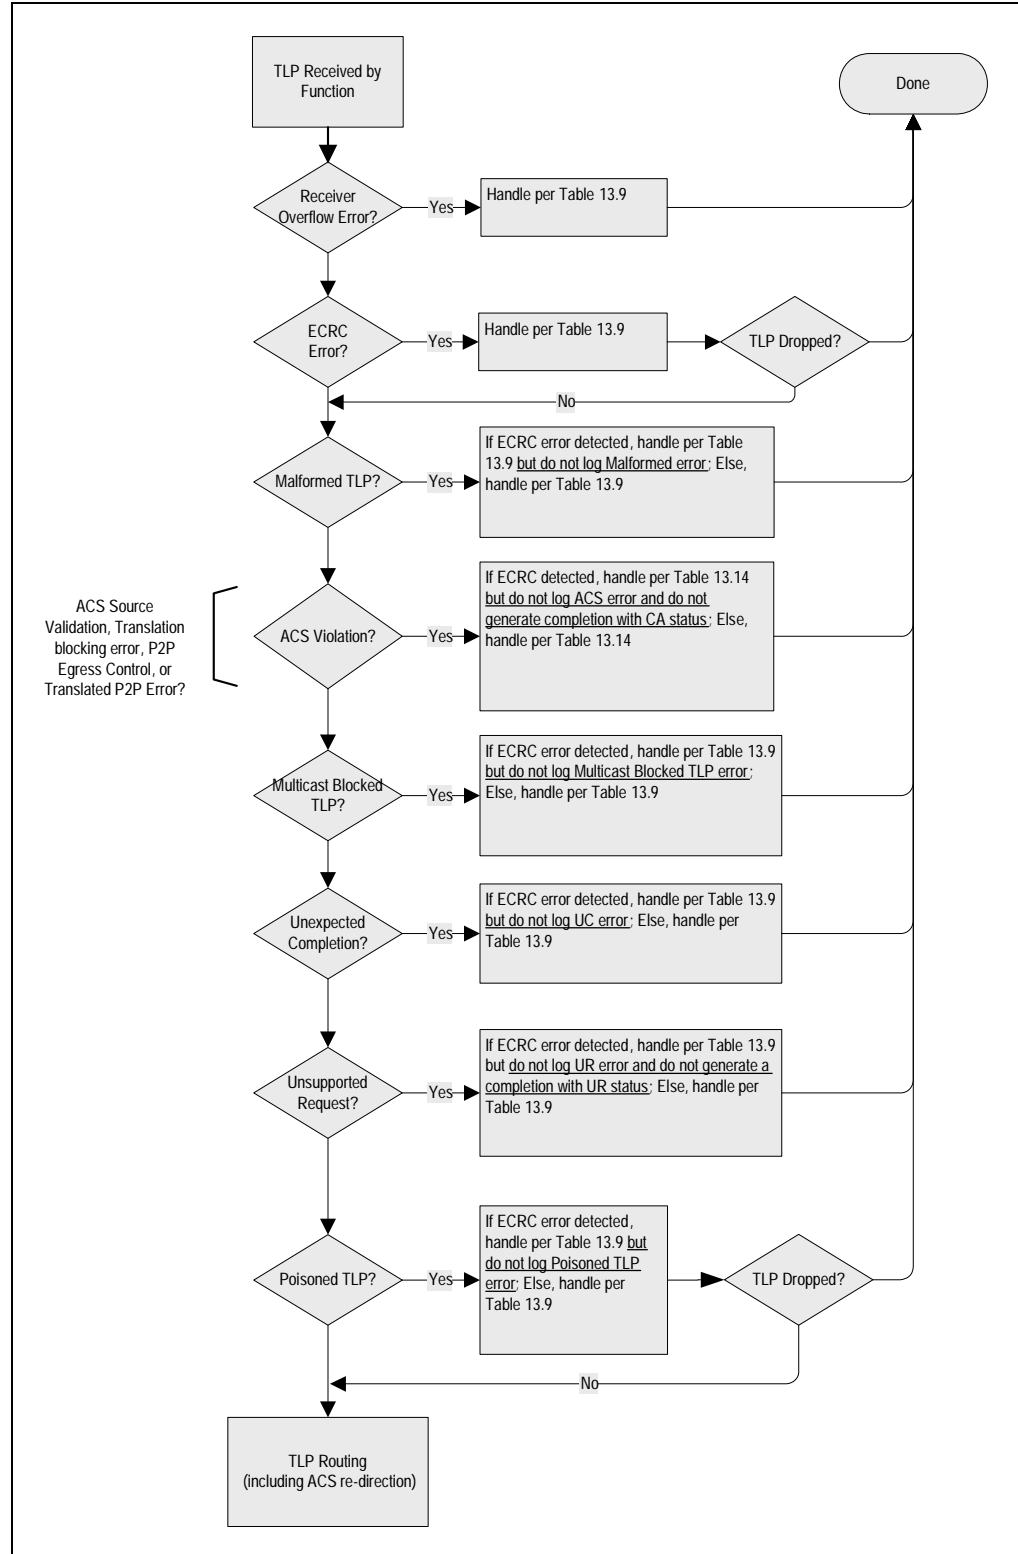 TLP Received by
Function
Done
Receiver
Overflow Error?
Yes
Handle per Table 13.9
ECRC
Error?
Yes
Handle per Table 13.9
TLP Dropped?
No
Malformed TLP?
Yes
If ECRC error detected, handle per Table
13.9 but do not log Malformed error; Else,
handle per Table 13.9
ACS Source
Validation, Translation
blocking error, P2P
Egress Control, or
Translated P2P Error?
ACS Violation?
Yes
If ECRC detected, handle per Table 13.14
but do not log ACS error and do not
generate completion with CA status; Else,
handle per Table 13.14
Multicast Blocked
TLP?
Yes
If ECRC error detected, handle per Table 13.9
but do not log Multicast Blocked TLP error;
Else, handle per Table 13.9
Unexpected
Completion?
Yes
If ECRC error detected, handle per Table 13.9
but do not log UC error; Else, handle per
Table 13.9
Unsupported
Request?
Yes
If ECRC error detected, handle per Table 13.9
but do not log UR error and do not generate a
completion with UR status; Else, handle per
Table 13.9
Poisoned TLP?
Yes
If ECRC error detected,
handle per Table 13.9 but
do not log Poisoned TLP
error; Else, handle per
Table 13.9
TLP Dropped?
No
TLP Routing
(including ACS re-direction)